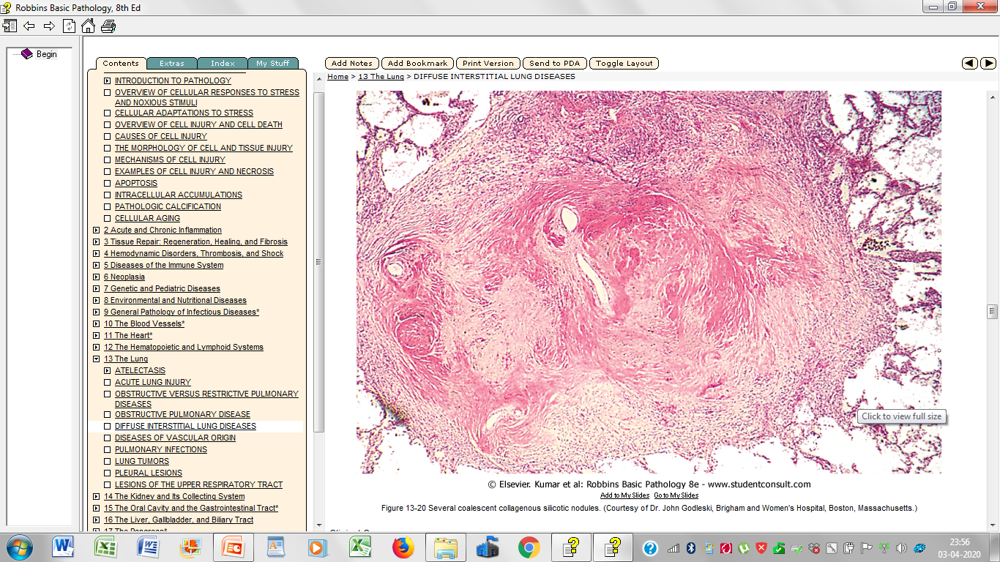 Robbins Basic Pathology, 8th Ed
Begin
Contents
Extras
Index
My Stuff
INTRODUCTION TO PATHOLOGY
OVERVIEW OF CELLULAR RESPONSES TO STRESS
AND NOXIOUS STIMULI
CELLULAR ADAPTATIONS TO STRESS
OVERVIEW OF CELL INJURY AND CELL DEATH
CAUSES OF CELL INJURY
THE MORPHOLOGY OF CELL AND TISSUE INJURY
MECHANISMS OF CELL INJURY
EXAMPLES OF CELL INJURY AND NECROSIS
APOPTOSIS
INTRACELLULAR ACCUMULATIONS
PATHOLOGIC CALCIFICATION
CELLULAR AGING
2 Acute and Chronic Inflammation
3 Tissue Repair: Regeneration, Healing, and Fibrosis
4 Hemodynamic Disorders, Thrombosis, and Shock
5 Diseases of the Immune System
6 Neoplasia
7 Genetic and Pediatric Diseases
8 Environmental and Nutritional Diseases
9 General Pathology of Infectious Diseases*
10 The Blood Vessels*
11 The Heart*
12 The Hematopoietic and Lymphoid Systems
13 The Lung
ATELECTASIS
ACUTE LUNG INJURY
OBSTRUCTIVE VERSUS RESTRICTIVE PULMONARY
DISEASES
OBSTRUCTIVE PULMONARY DISEASE
DIFFUSE INTERSTITIAL LUNG DISEASES
DISEASES OF VASCULAR ORIGIN
PULMONARY INFECTIONS
LUNG TUMORS
PLEURAL LESIONS
LESIONS OF THE UPPER RESPIRATORY TRACT
14 The Kidney and Its Collecting System
15 The Oral Cavity and the Gastrointestinal Tract*
16 The Liver, Gallbladder, and Biliary Tract
17 The Pancreas*
Add Notes
Add Bookmark
Print Version
Send to PDA
Toggle Layout
Home > 13 The Lung > DIFFUSE INTERSTITIAL LUNG DISEASES
Click to view full size
© Elsevier. Kumar et al: Robbins Basic Pathology 8e - www.studentconsult.com
Add to My Slides Go to My Slides
Figure 13-20 Several coalescent collagenous silicotic nodules. (Courtesy of Dr. John Godleski, Brigham and Women's Hospital, Boston, Massachusetts.)
23:56
03-04-2020